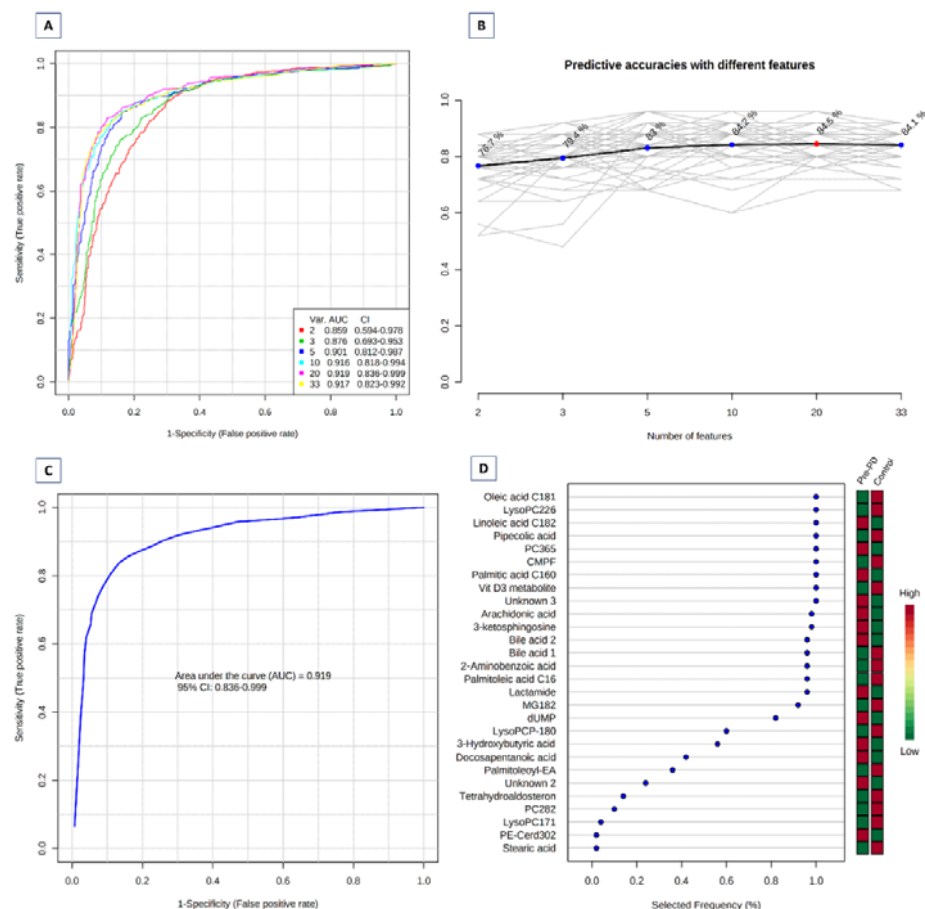 A
1.0
0.8
0.6
0.4
0.2
0.0
Sensitivity (True positive rate)
Var. AUC CI
2 0.859 0.594-0.978
3 0.876 0.693-0.953
5 0.901 0.812-0.987
10 0.916 0.818-0.994
20 0.919 0.836-0.999
33 0.917 0.823-0.992
0.0 0.2 0.4 0.6 0.8 1.0
1-Specificity (False positive rate)
B
Predictive accuracies with different features
1.0
0.8
0.6
0.4
0.2
0.0
76.7 % 79.4 % 83 % 84.2 % 84.5 % 84.1 %
2 3 5 10 20 33
Number of features
C
1.0
0.8
0.6
0.4
0.2
0.0
Sensitivity (True positive rate)
Area under the curve (AUC) = 0.919
95% CI: 0.836-0.999
0.0 0.2 0.4 0.6 0.8 1.0
1-Specificity (False positive rate)
D
Pre-PD Control
Oleic acid C181
LysoPC226
Linoleic acid C182
Pipecolic acid
PC365
CMPF
Palmitic acid C160
Vit D3 metabolite
Unknown 3
Arachidonic acid
3-ketosphingosine
Bile acid 2
Bile acid 1
2-Aminobenzoic acid
Palmitoleic acid C16
Lactamide
MG182
dUMP
LysoPCP-180
3-Hydroxybutyric acid
Docosapentanoic acid
Palmitoleoyl-EA
Unknown 2
Tetrahydroaldosteron
PC282
LysoPC171
PE-Cerd302
Stearic acid
0.0 0.2 0.4 0.6 0.8 1.0
Selected Frequency (%)
High
Low